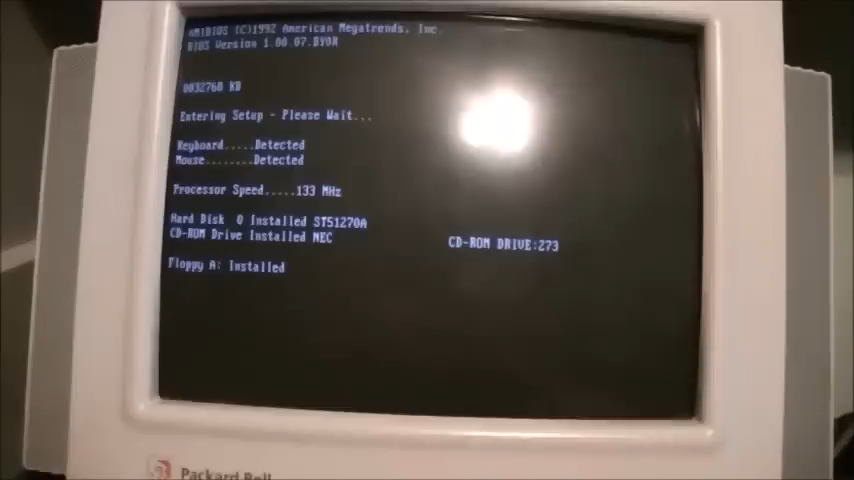 AMIBIOS (C)1992 American Megatrends, Inc.
BIOS Version 1.00.07.BY0X
0032768 KB
Entering Setup - Please Wait...
Keyboard.....Detected
Mouse........Detected
Processor Speed.....133 MHz
Hard Disk 0 Installed ST51270A
CD-ROM Drive Installed NEC CD-ROM DRIVE:273
Floppy A: Installed
Packard Bell